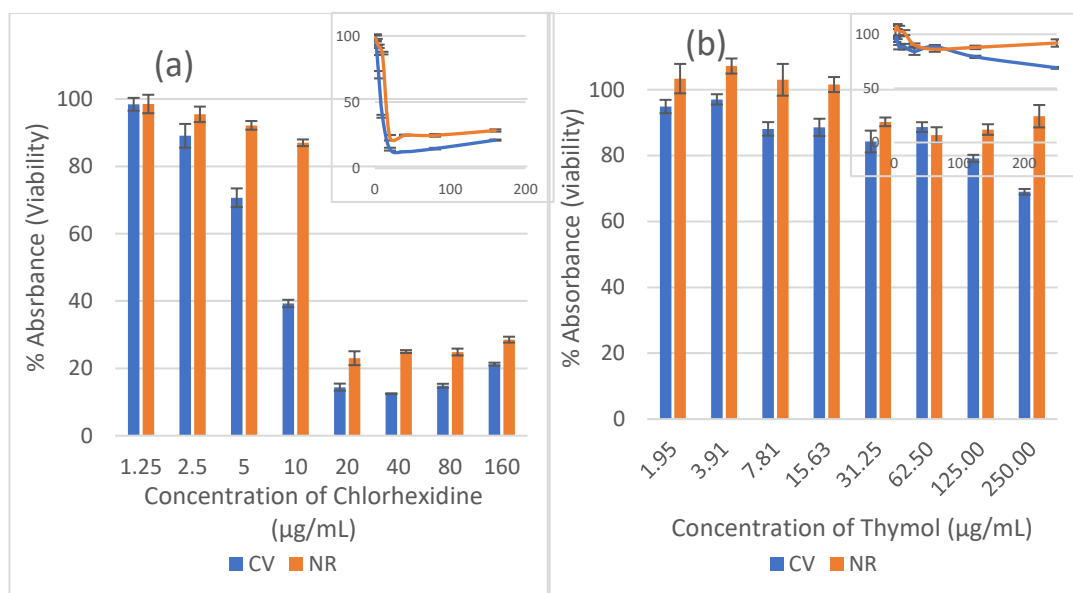 (a)
% Absrbance (Viability)
100
80
60
40
20
0
1.25 2.5 5 10 20 40 80 160
Concentration of Chlorhexidine
(µg/mL)
CV NR
100
50
0
0 100 200
(b)
% Absorbance (viability)
100
80
60
40
20
0
1.95 3.91 7.81 15.63 31.25 62.50 125.00 250.00
Concentration of Thymol (µg/mL)
CV NR
100
50
0
0 100 200